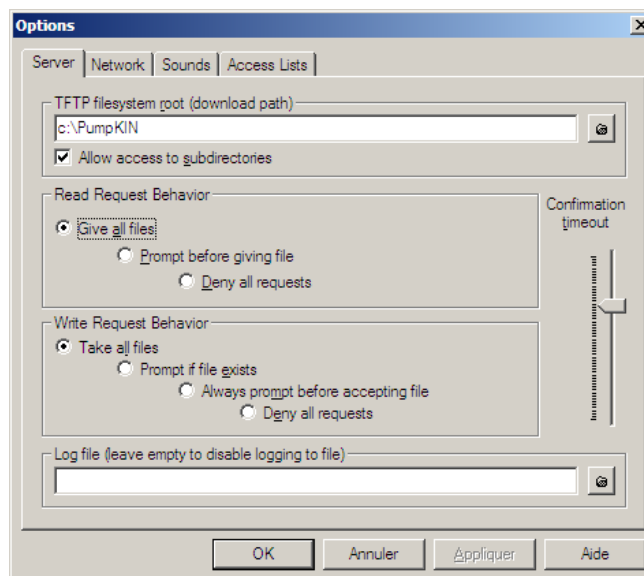 Options
Server Network Sounds Access Lists
TFTP filesystem root (download path)
c:\PumpKIN
Allow access to subdirectories
Read Request Behavior
Give all files
Prompt before giving file
Deny all requests
Confirmation
timeout
Write Request Behavior
Take all files
Prompt if file exists
Always prompt before accepting file
Deny all requests
Log file (leave empty to disable logging to file)
OK Annuler Appliquer Aide